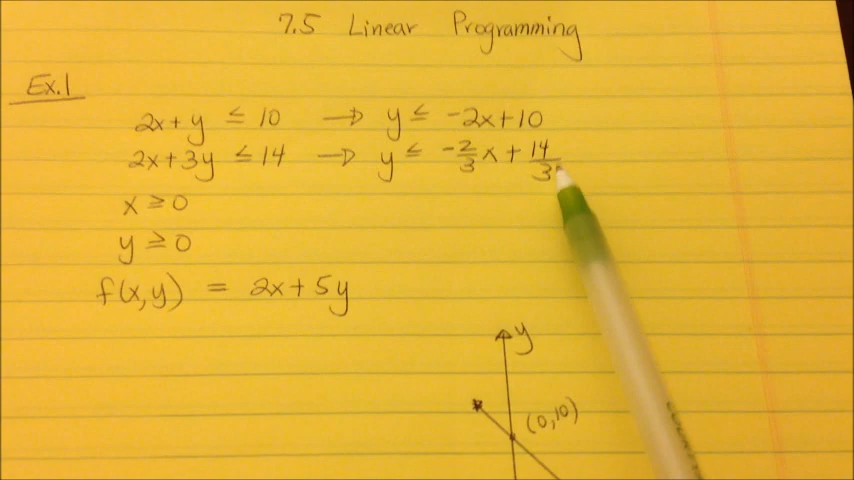 7.5 Linear Programming
Ex.1
2x+y ≤ 10 → y ≤ -2x+10
2x+3y ≤ 14 → y ≤ -2/3 x + 14/3
x ≥ 0
y ≥ 0
f(x,y) = 2x+5y
y
(0,10)